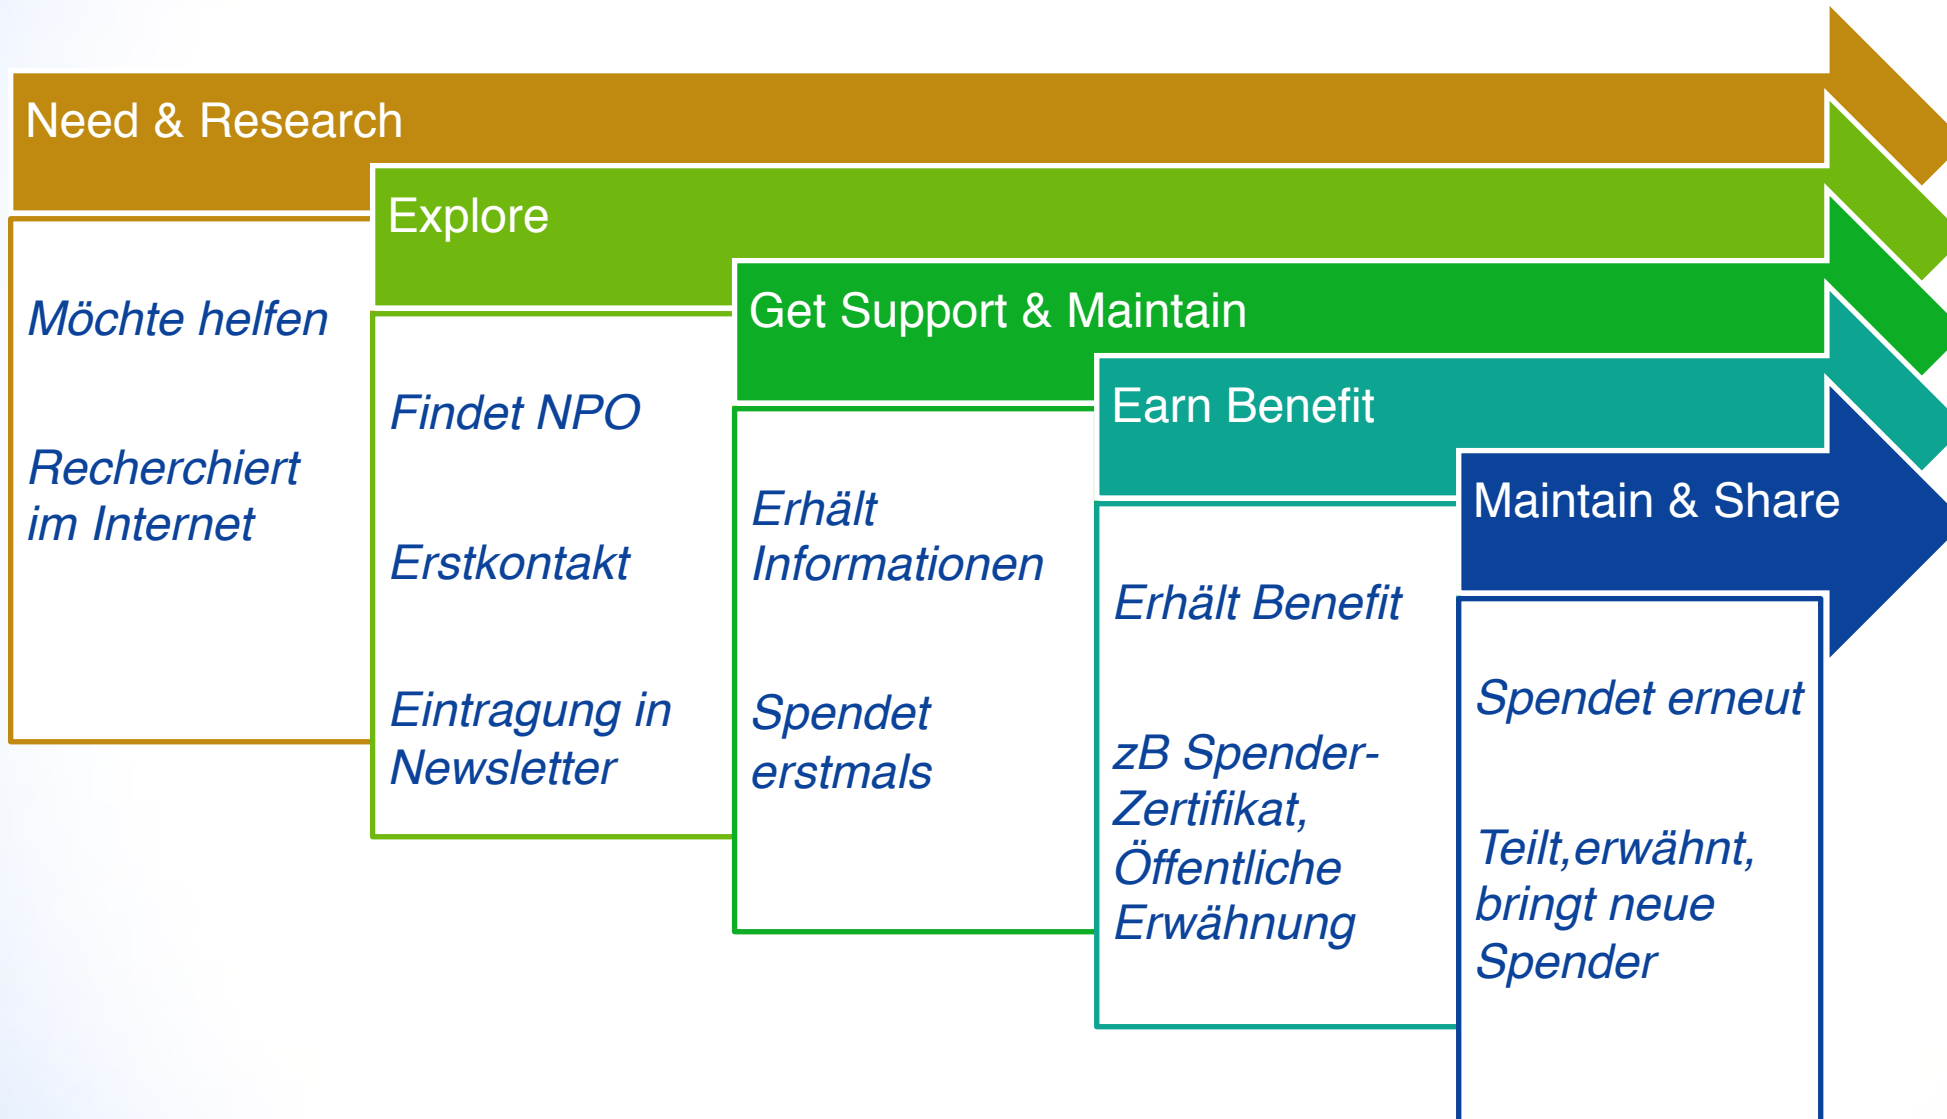 Need & Research
Möchte helfen
Recherchiert
im Internet
Explore
Findet NPO
Erstkontakt
Eintragung in
Newsletter
Get Support & Maintain
Erhält
Informationen
Spendet
erstmals
Earn Benefit
Erhält Benefit
zB Spender-
Zertifikat,
Öffentliche
Erwähnung
Maintain & Share
Spendet erneut
Teilt,erwähnt,
bringt neue
Spender